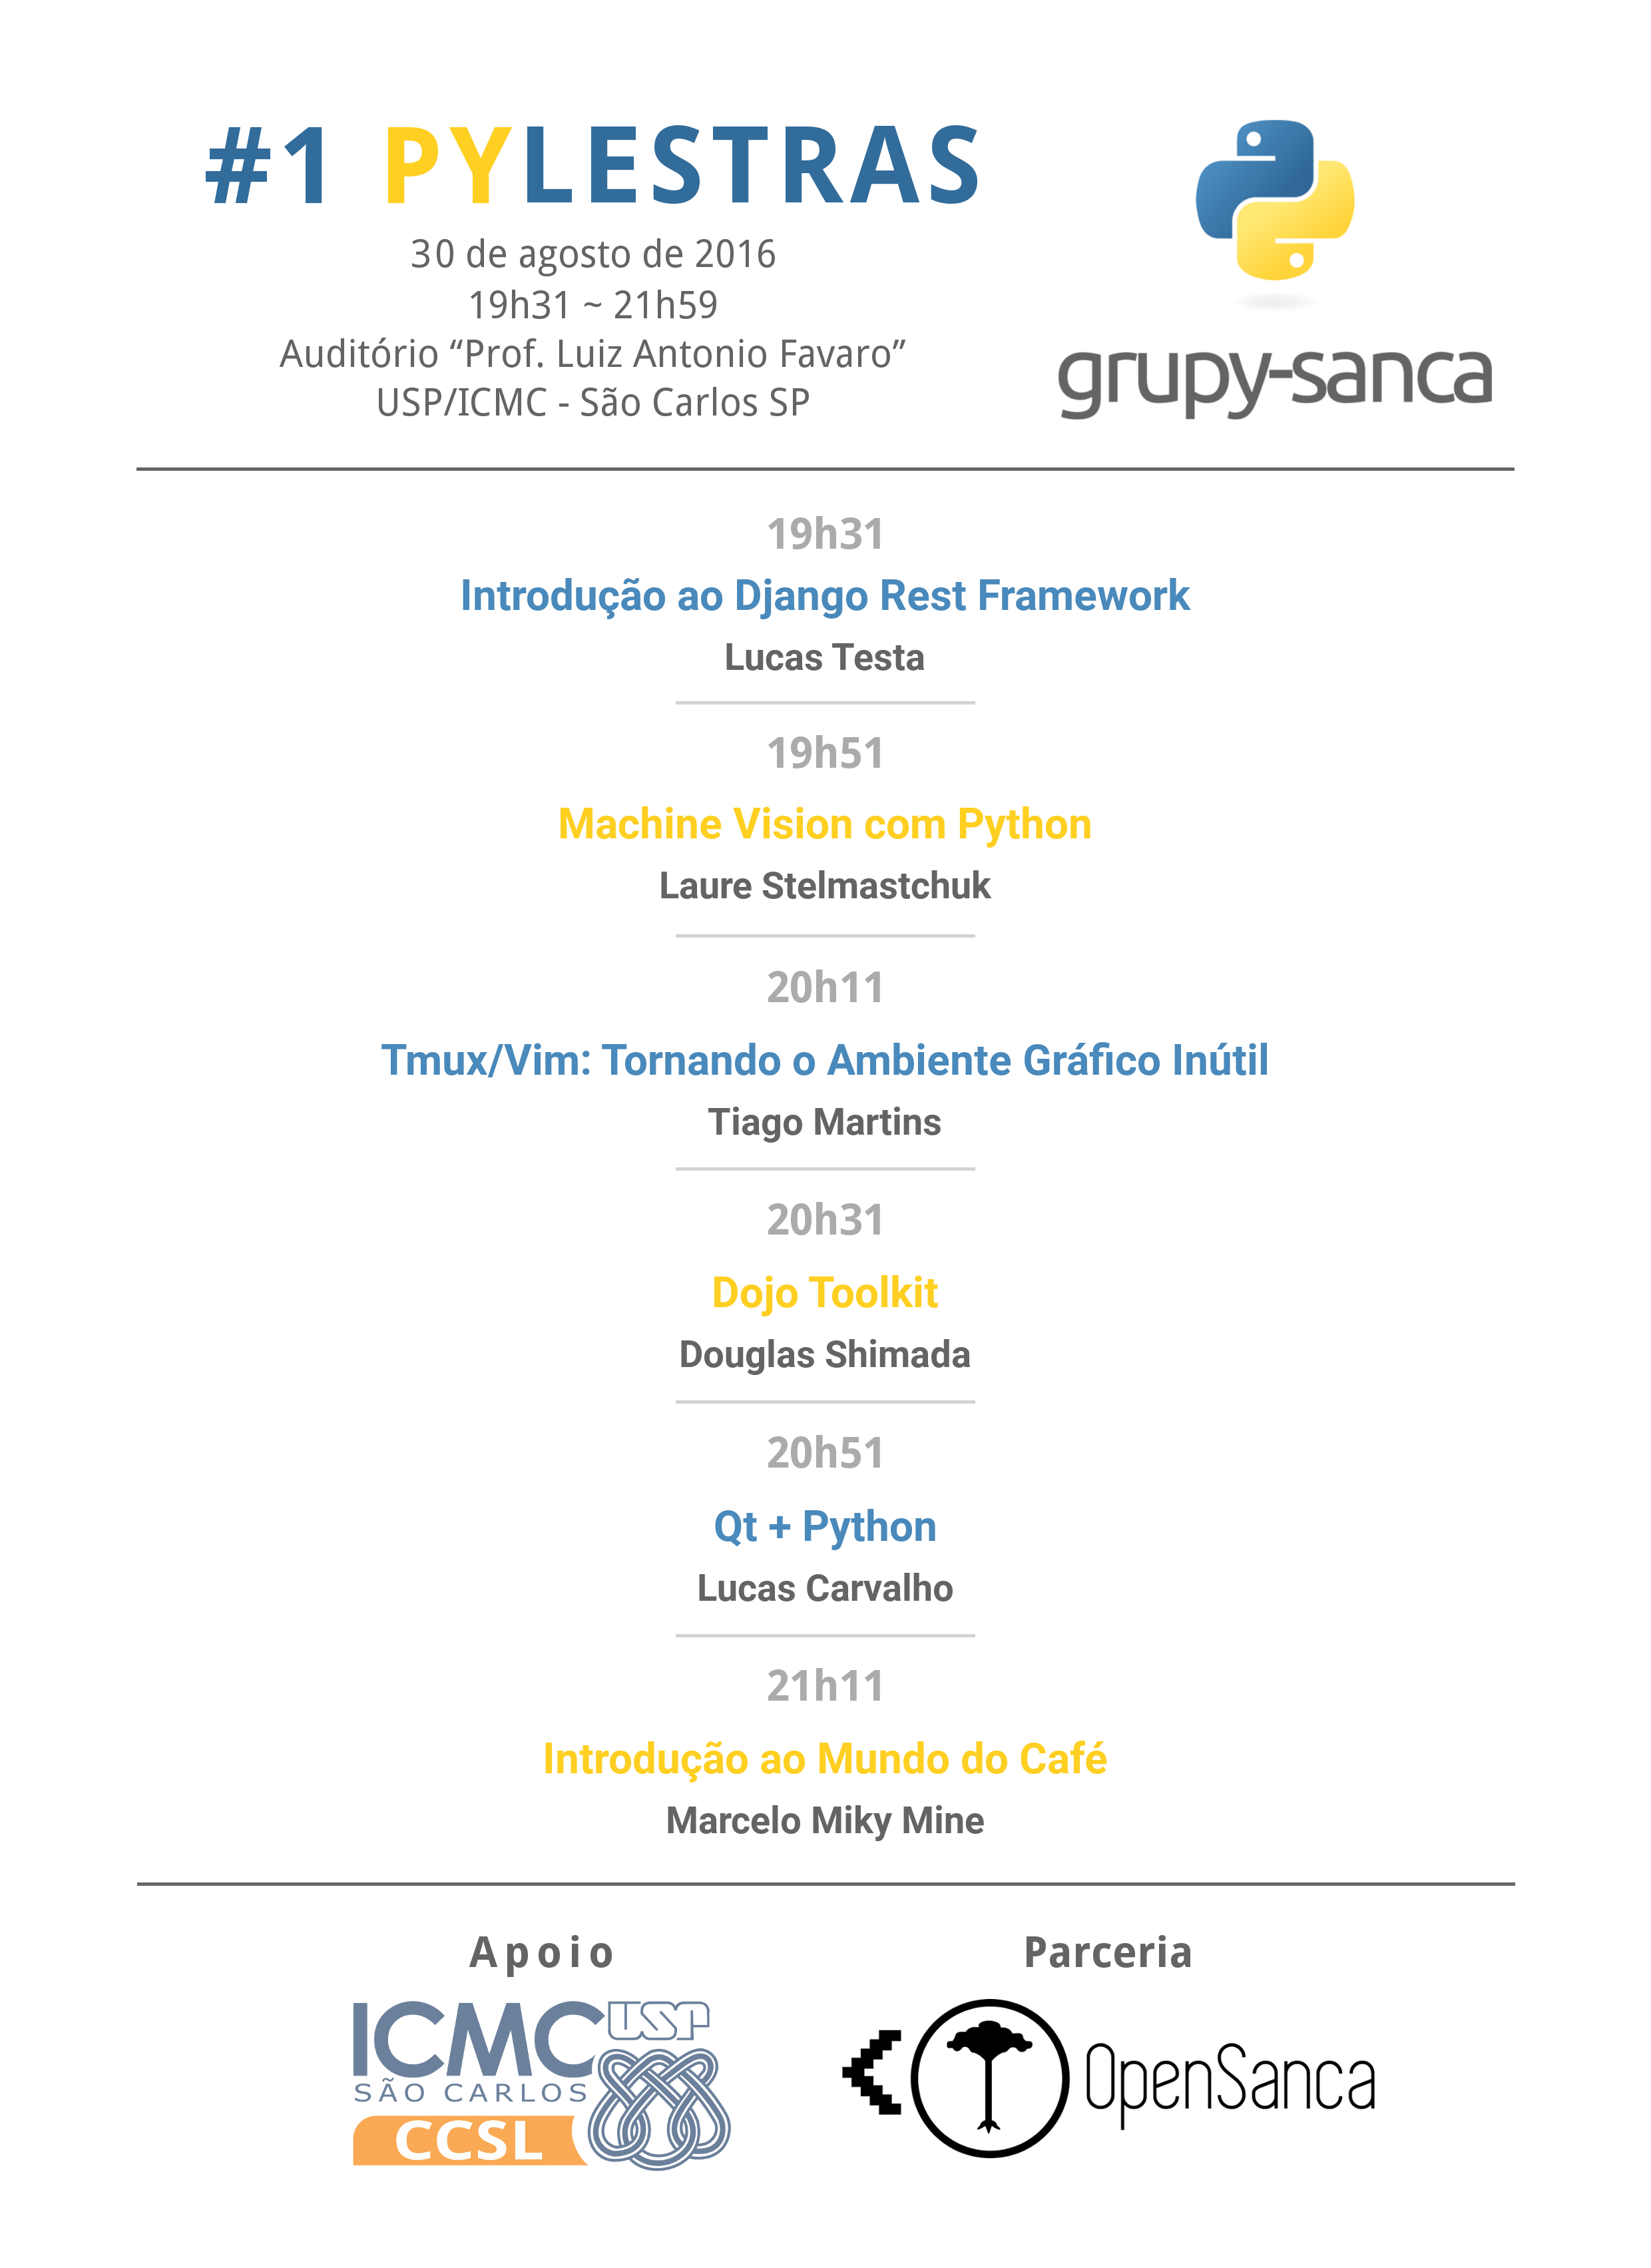 #1 PYLESTRAS
30 de agosto de 2016
19h31 ~ 21h59
Auditório “Prof. Luiz Antonio Favaro”
USP/ICMC - São Carlos SP
grupy-sanca
19h31
Introdução ao Django Rest Framework
Lucas Testa
19h51
Machine Vision com Python
Laure Stelmastchuk
20h11
Tmux/Vim: Tornando o Ambiente Gráfico Inútil
Tiago Martins
20h31
Dojo Toolkit
Douglas Shimada
20h51
Qt + Python
Lucas Carvalho
21h11
Introdução ao Mundo do Café
Marcelo Miky Mine
Apoio
ICMC USP
SÃO CARLOS
CCSL
Parceria
OpenSanca